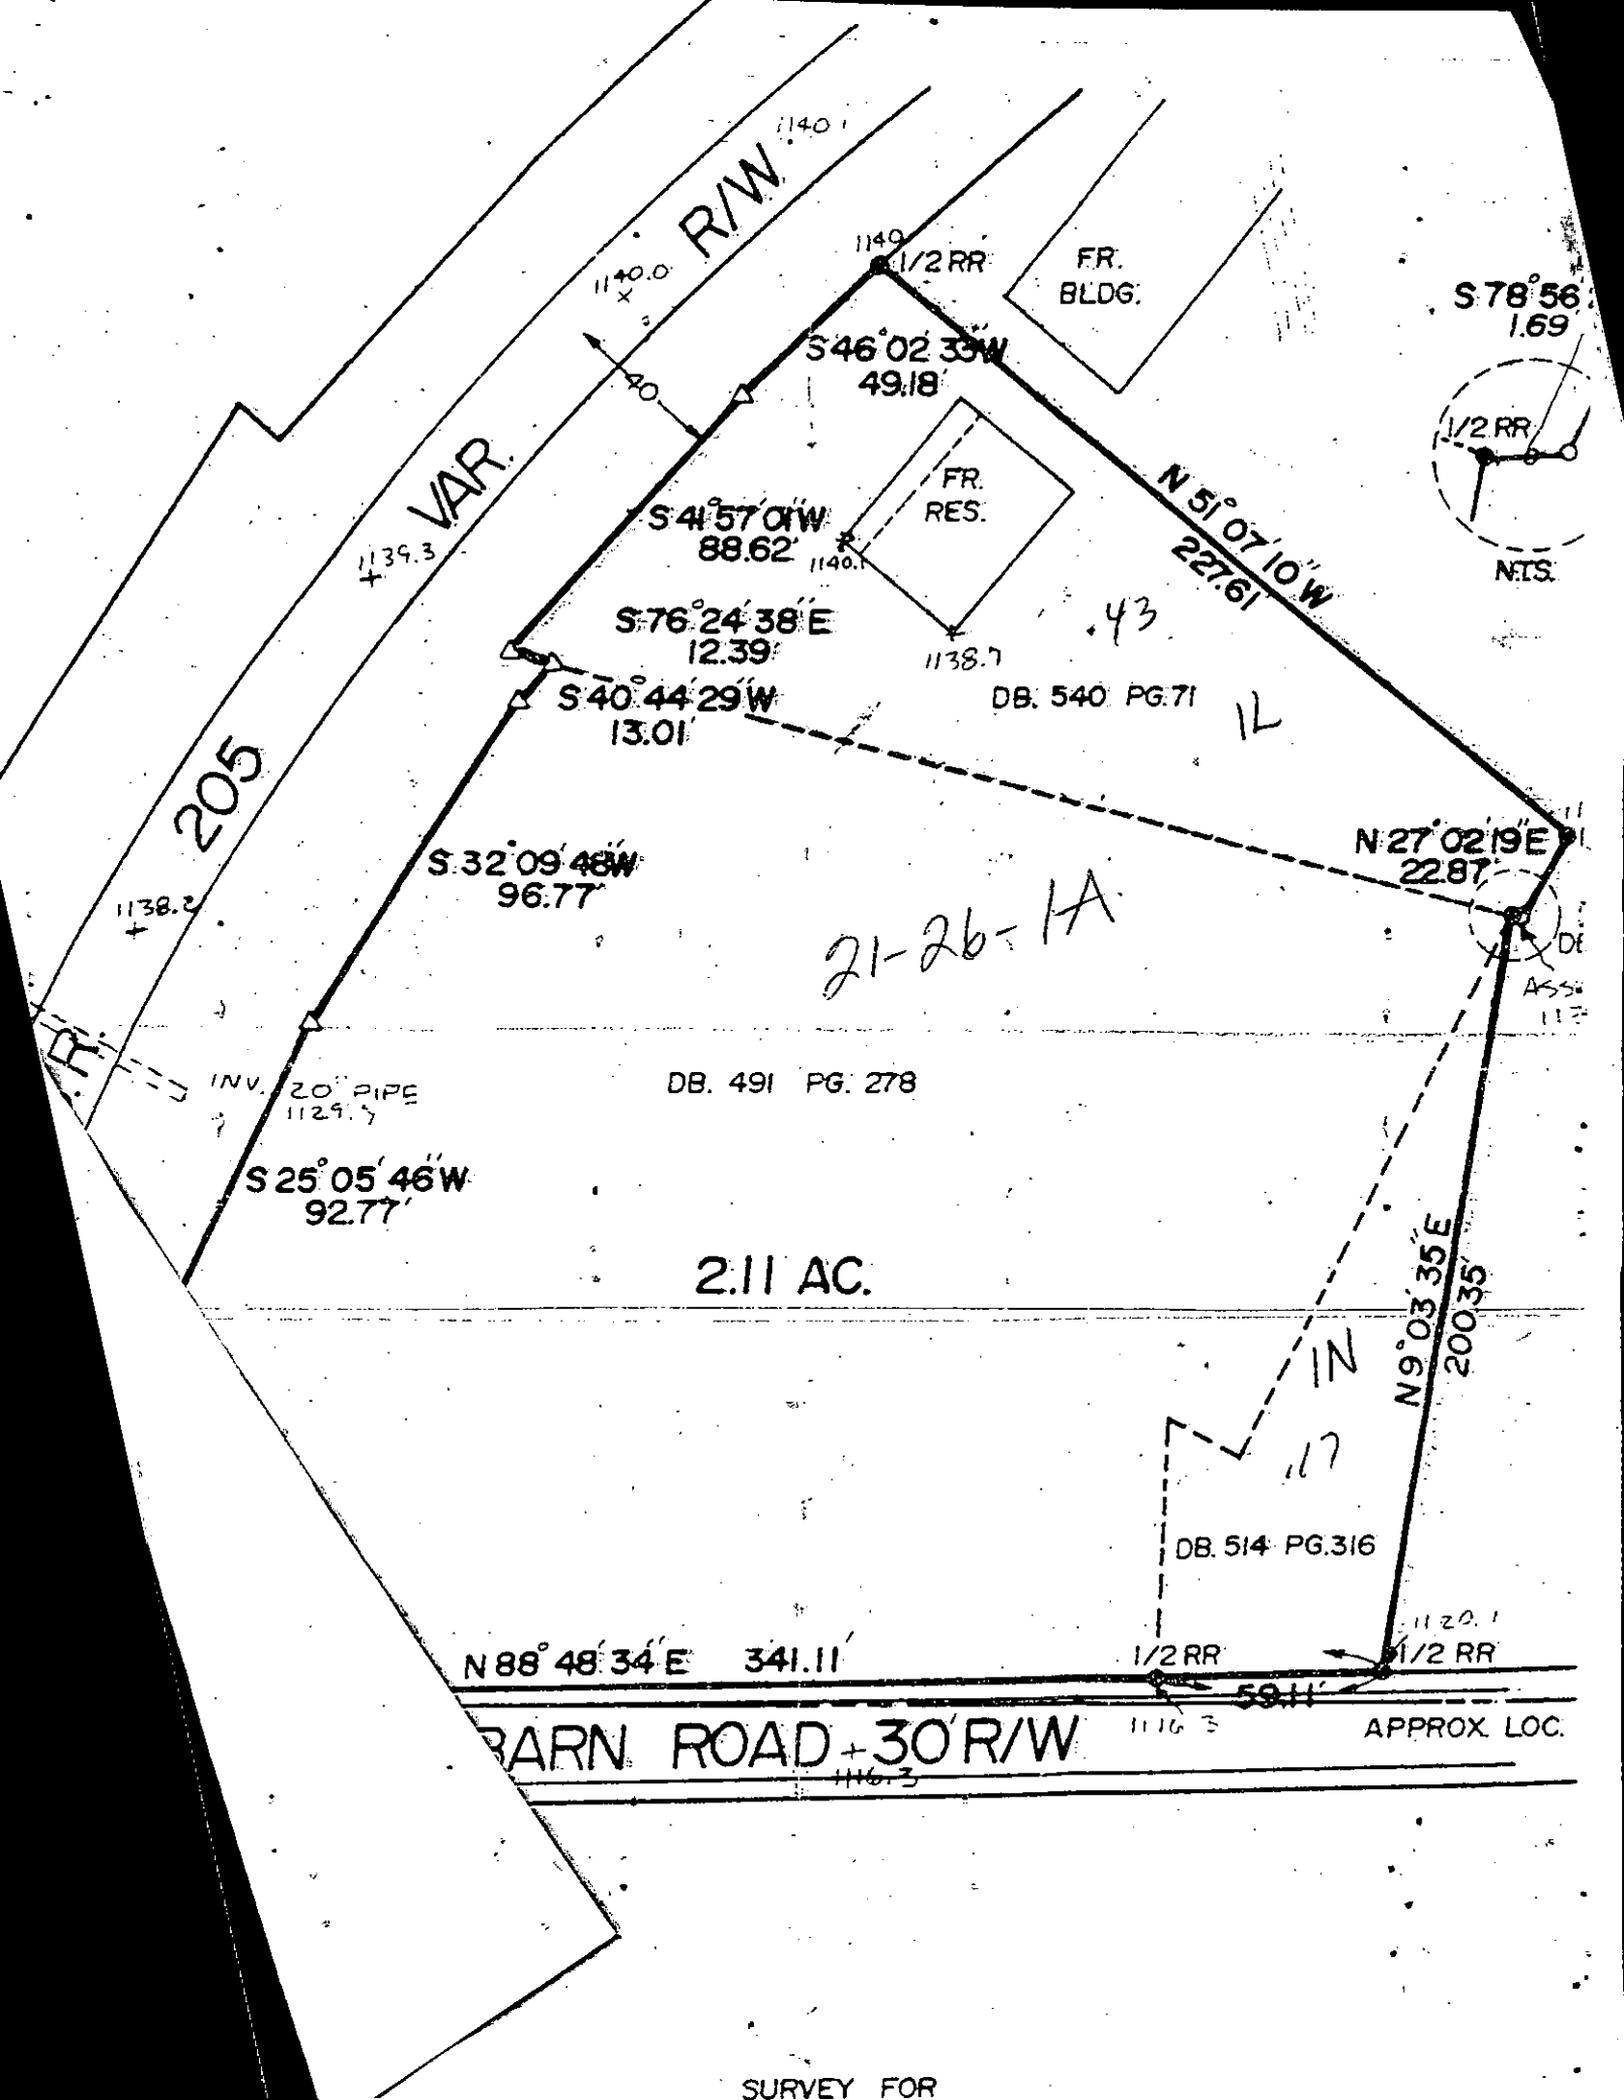 1140.1
R/W
1140.0
1/2 RR
FR.
BLDG.
S 78° 56'
1.69'
S 46° 02' 33" W
49.18'
40'
1/2 RR
N.T.S.
VAR.
1139.3
FR.
RES.
S 41° 57' 01" W
88.62'
1140.1
N 51° 07' 10" W
227.61'
S 76° 24' 38" E
12.39'
.43
1138.7
S 40° 44' 29" W
13.01'
DB. 540 PG. 71
1L
205
N 27° 02' 19" E
22.87'
S 32° 09' 48" W
96.77'
1138.2
21-26-1A
R.
INV. 20" PIPE
DB. 491 PG. 278
S 25° 05' 46" W
92.77'
2.11 AC.
N 9° 03' 35" E
200.35'
1N
.17
DB. 514 PG. 316
1120.1
N 88° 48' 34" E 341.11'
1/2 RR
1/2 RR
59.11'
1116.3
APPROX. LOC.
BARN ROAD 30' R/W
1116.3
SURVEY FOR